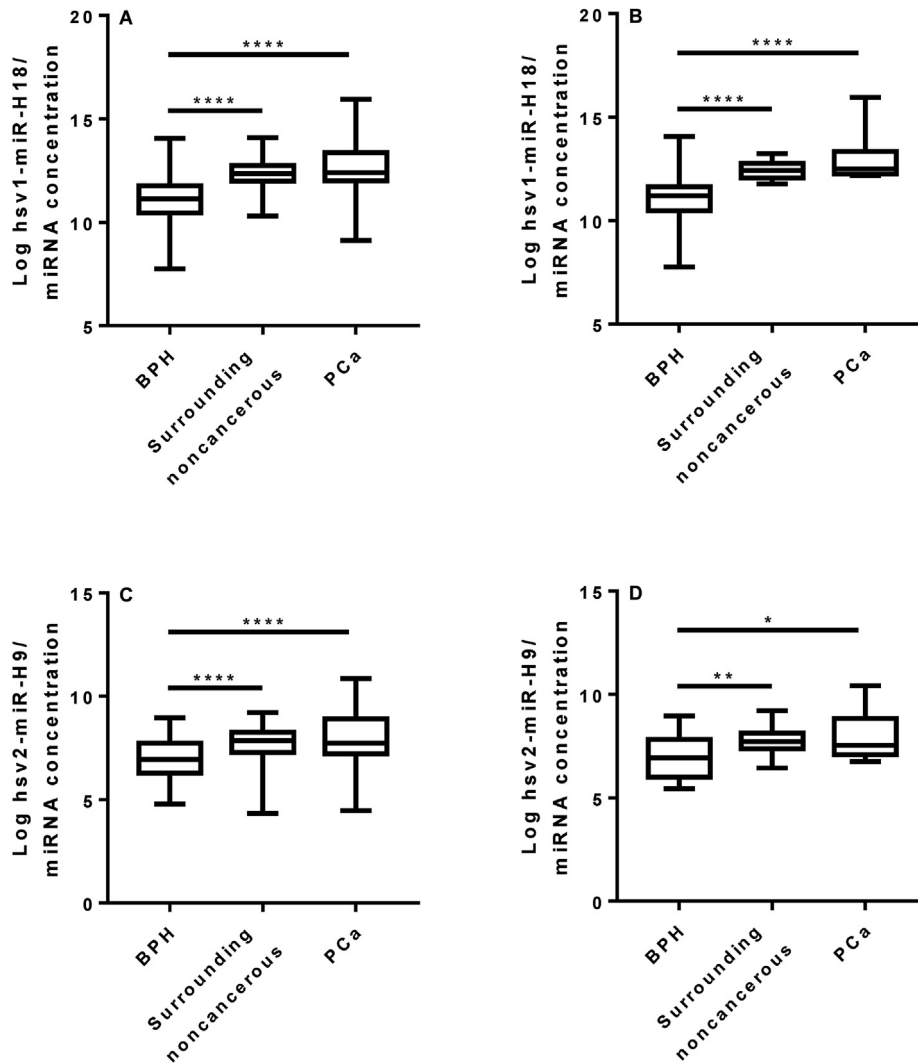 A
Log hsv1-miR-H18/
miRNA concentration
20
15
10
5
****
****
BPH
Surrounding
noncancerous
PCa
B
Log hsv1-miR-H18/
miRNA concentration
20
15
10
5
****
****
BPH
Surrounding
noncancerous
PCa
C
Log hsv2-miR-H9/
miRNA concentration
15
10
5
0
****
****
BPH
Surrounding
noncancerous
PCa
D
Log hsv2-miR-H9/
miRNA concentration
15
10
5
0
*
**
BPH
Surrounding
noncancerous
PCa